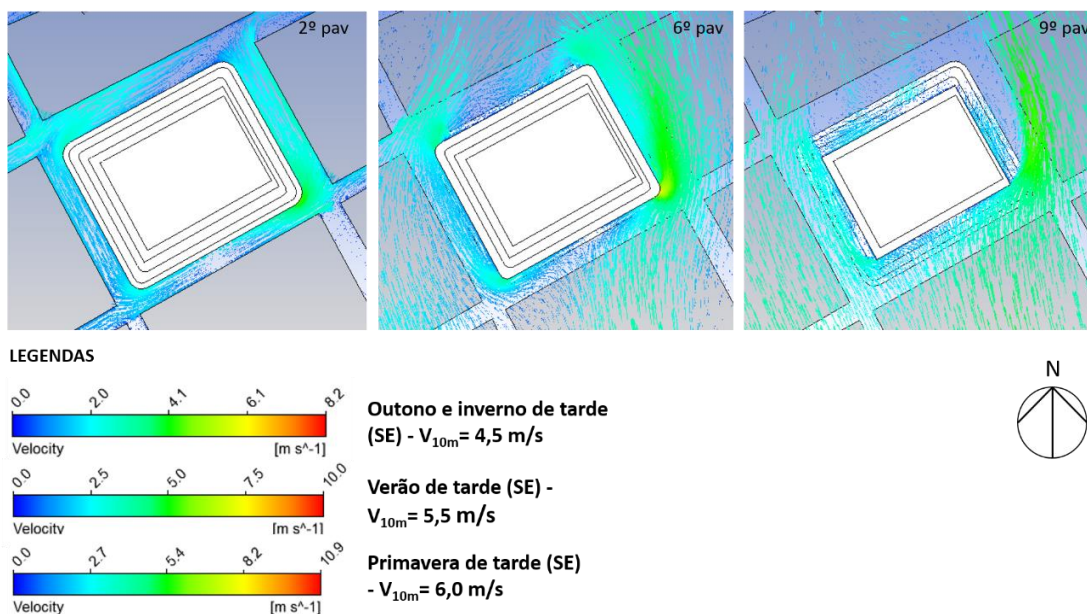 2º pav
6º pav
9º pav
LEGENDAS
0.0 2.0 4.1 6.1 8.2
Velocity [m s^-1]
Outono e inverno de tarde
(SE) - V10m= 4,5 m/s
0.0 2.5 5.0 7.5 10.0
Velocity [m s^-1]
Verão de tarde (SE) -
V10m= 5,5 m/s
0.0 2.7 5.4 8.2 10.9
Velocity [m s^-1]
Primavera de tarde (SE)
- V10m= 6,0 m/s
N